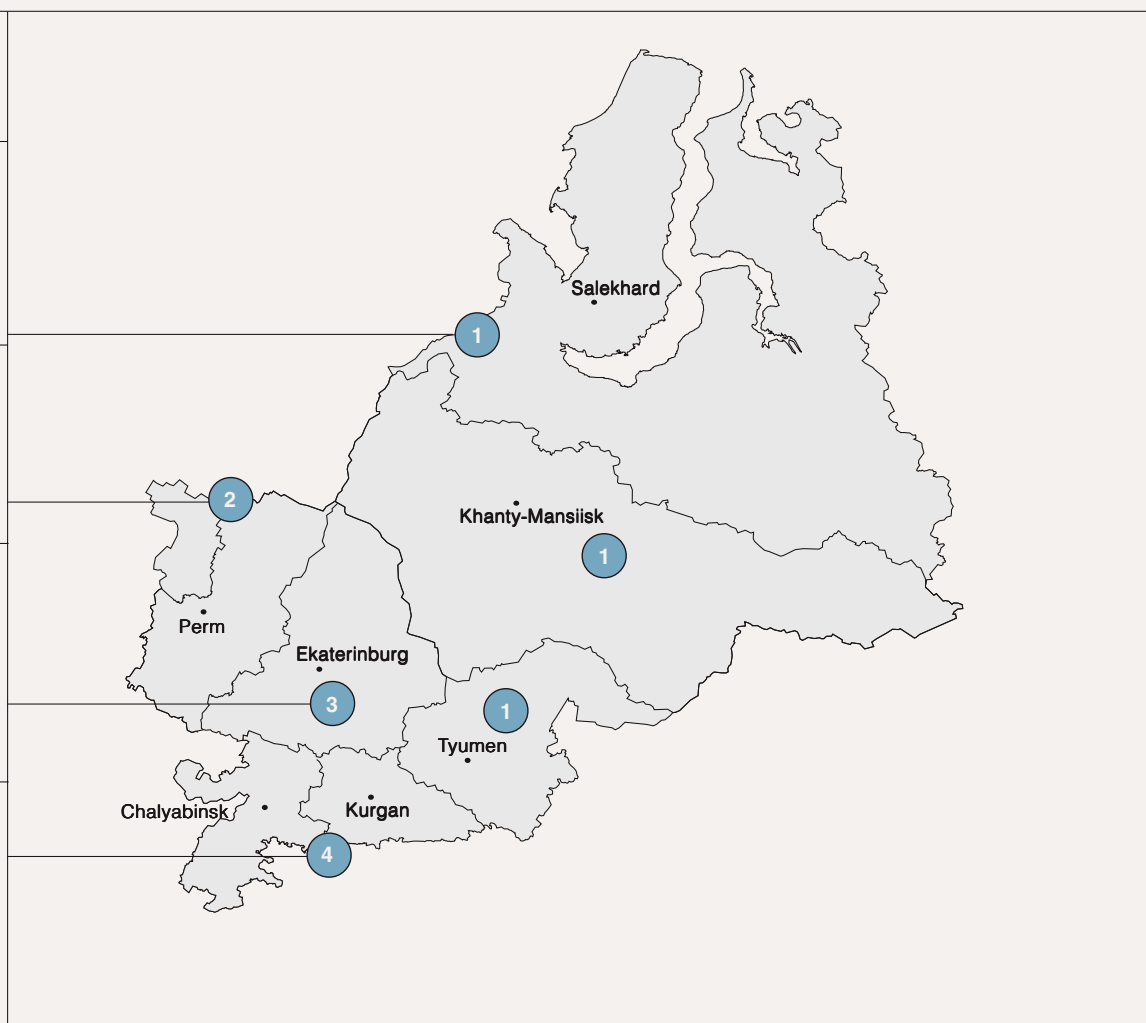 Salekhard
1
2
Khanty-Mansiisk
1
Perm
Ekaterinburg
3
1
Tyumen
Chalyabinsk
Kurgan
4